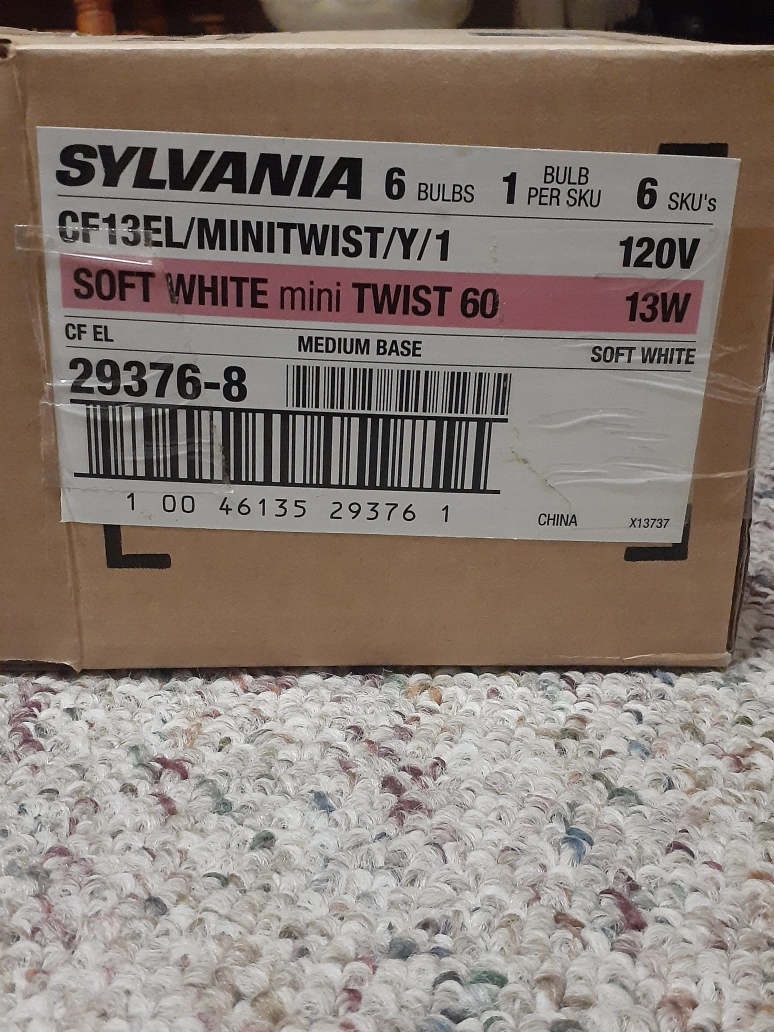 SYLVANIA 6 BULBS 1 BULB PER SKU 6 SKU's
CF13EL/MINITWIST/Y/1 120V
SOFT WHITE mini TWIST 60 13W
CF EL MEDIUM BASE SOFT WHITE
29376-8
1 00 46135 29376 1
CHINA X13737